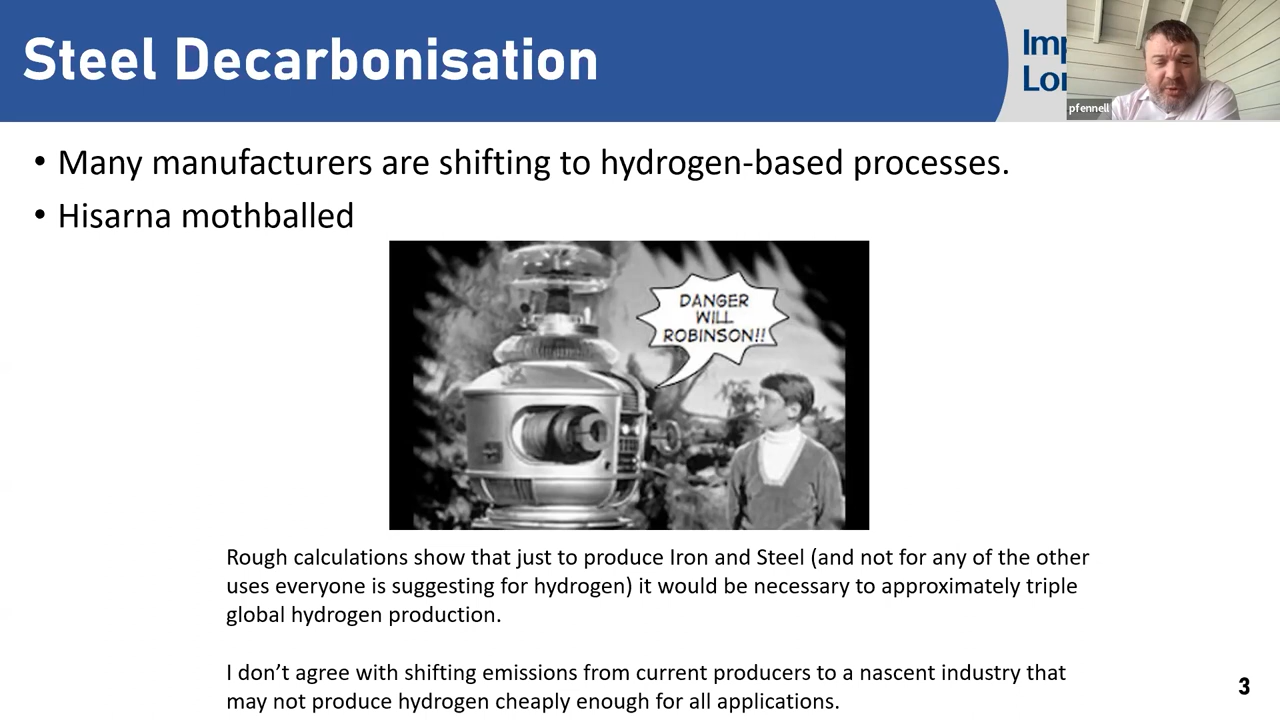 Steel Decarbonisation
Imp
Lon
pfennell
• Many manufacturers are shifting to hydrogen-based processes.
• Hisarna mothballed
DANGER
WILL
ROBINSON!!
Rough calculations show that just to produce Iron and Steel (and not for any of the other
uses everyone is suggesting for hydrogen) it would be necessary to approximately triple
global hydrogen production.
I don’t agree with shifting emissions from current producers to a nascent industry that
may not produce hydrogen cheaply enough for all applications.
3